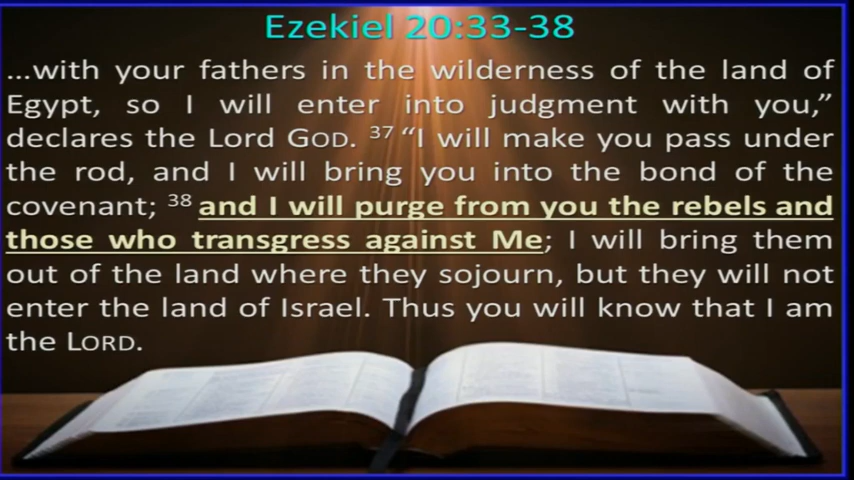 Ezekiel 20:33-38
…with your fathers in the wilderness of the land of
Egypt, so I will enter into judgment with you,”
declares the Lord GOD. 37 “I will make you pass under
the rod, and I will bring you into the bond of the
covenant; 38 and I will purge from you the rebels and
those who transgress against Me; I will bring them
out of the land where they sojourn, but they will not
enter the land of Israel. Thus you will know that I am
the LORD.